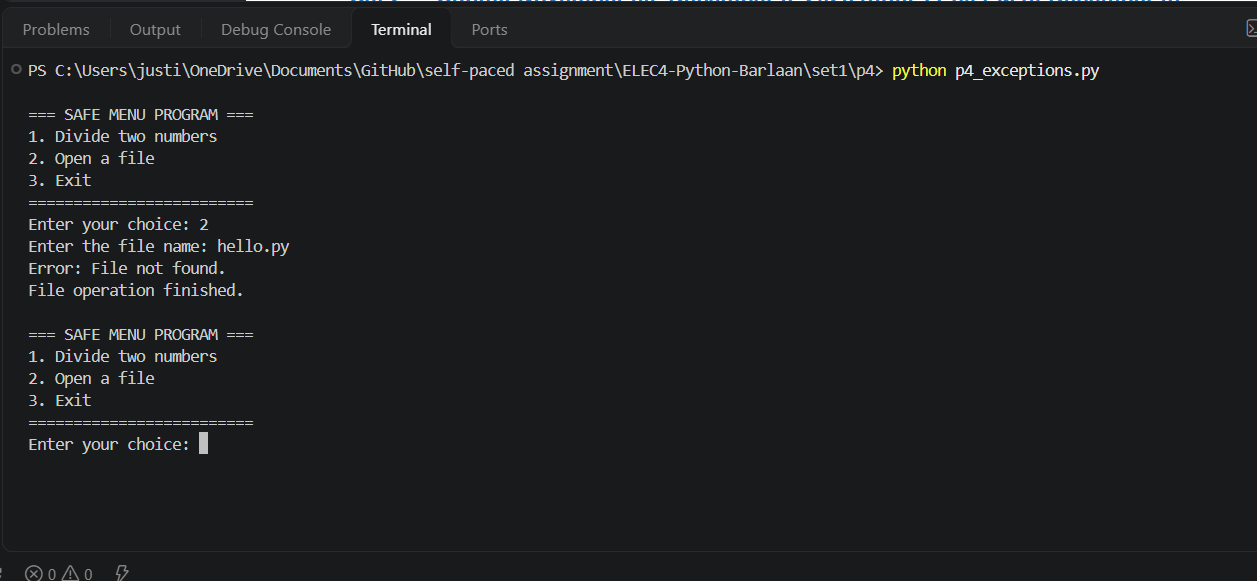 Problems Output Debug Console Terminal Ports
PS C:\Users\justi\OneDrive\Documents\GitHub\self-paced assignment\ELEC4-Python-Barlaan\set1\p4> python p4_exceptions.py
=== SAFE MENU PROGRAM ===
1. Divide two numbers
2. Open a file
3. Exit
=========================
Enter your choice: 2
Enter the file name: hello.py
Error: File not found.
File operation finished.
=== SAFE MENU PROGRAM ===
1. Divide two numbers
2. Open a file
3. Exit
=========================
Enter your choice:
0 0